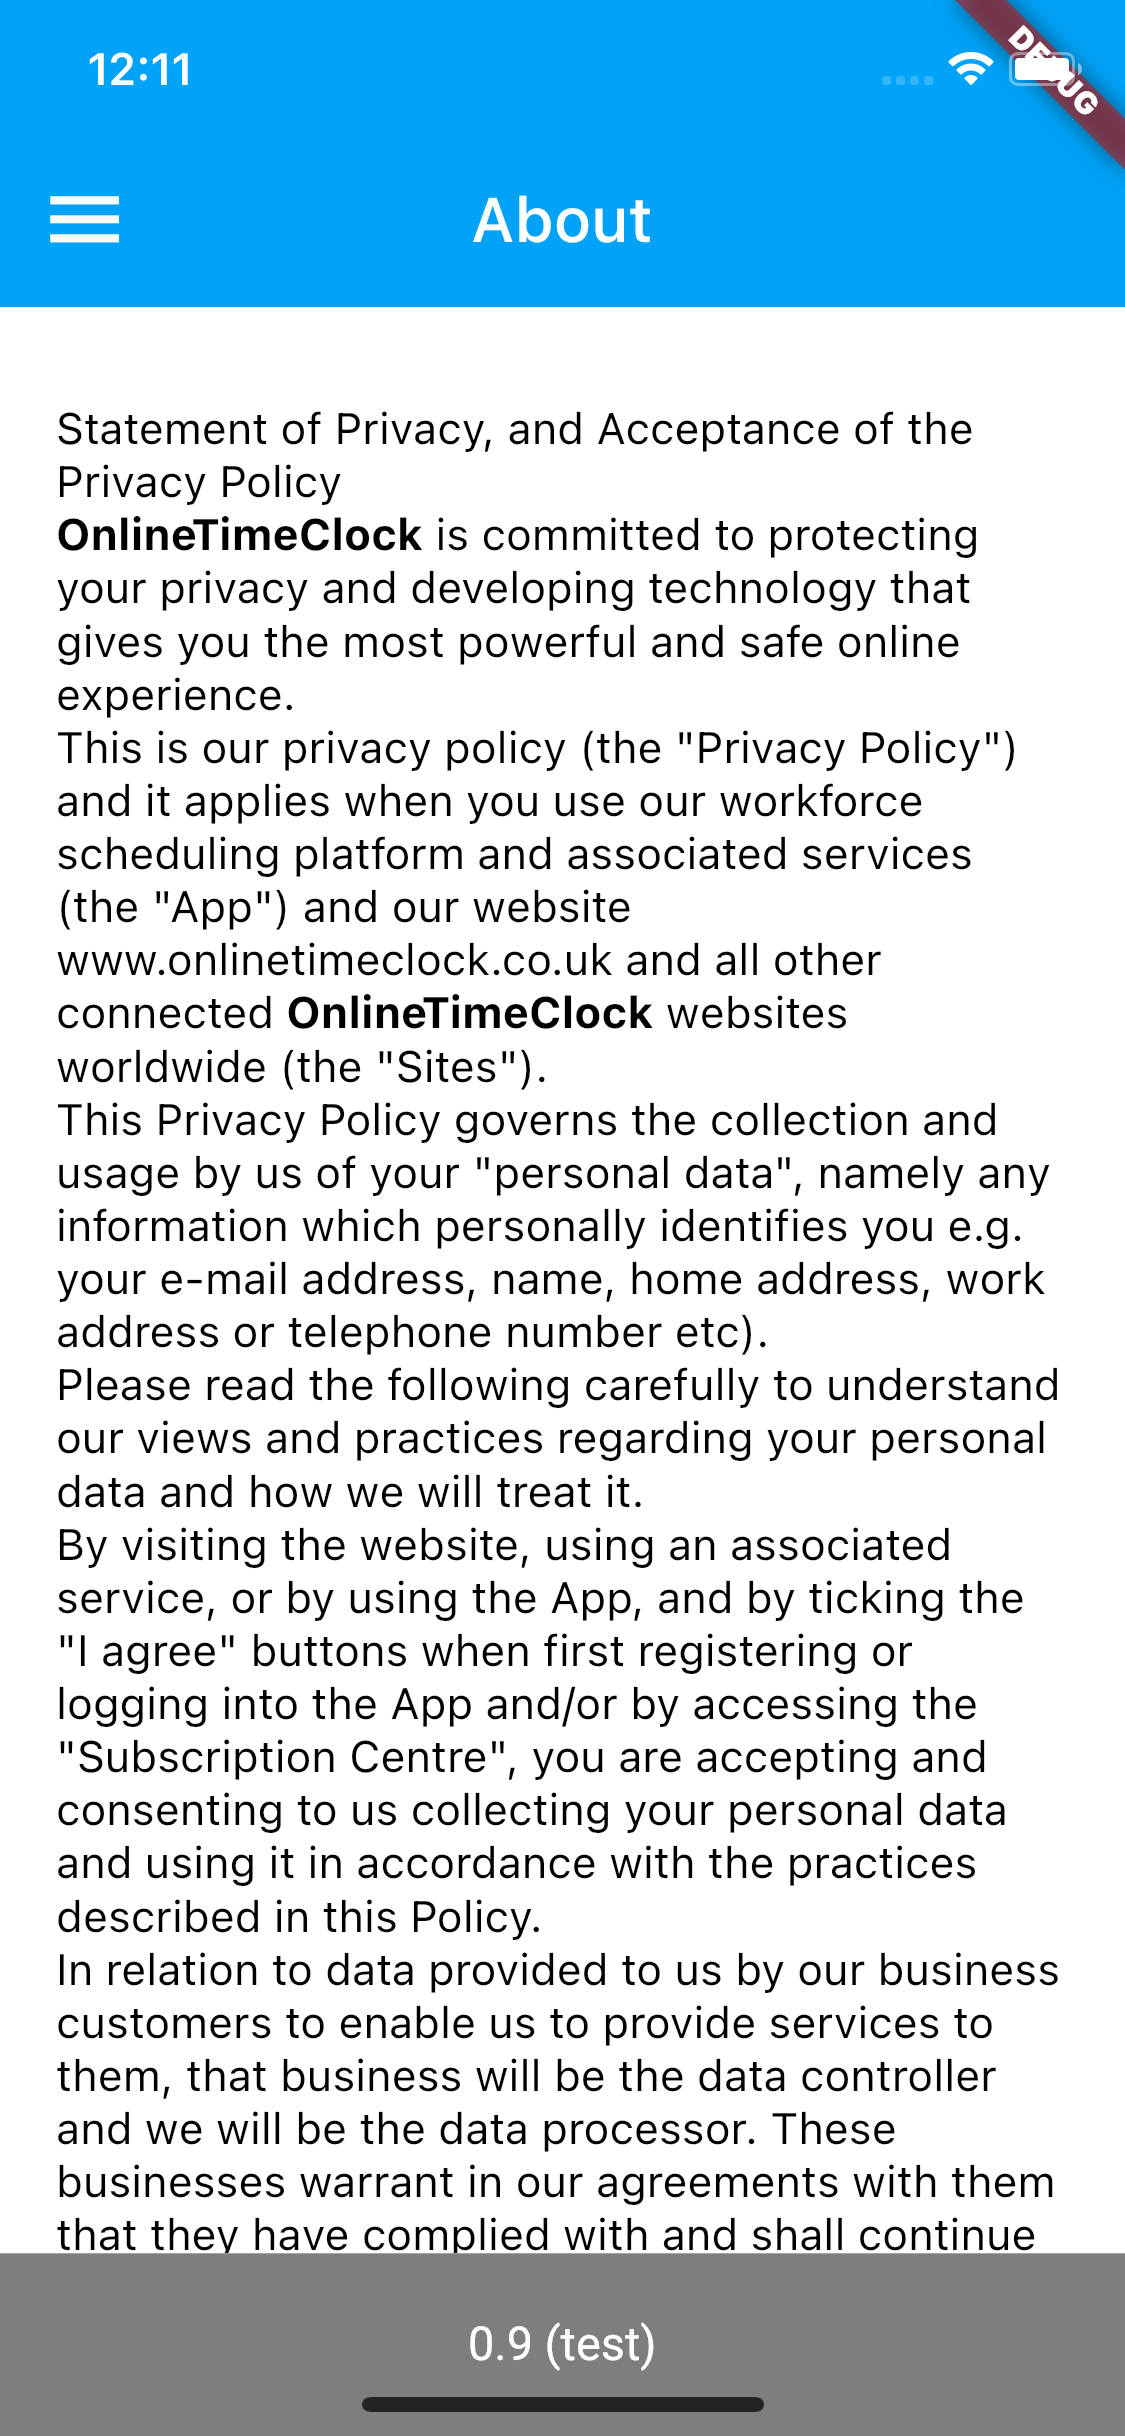 12:11
DEBUG
About
Statement of Privacy, and Acceptance of the
Privacy Policy
OnlineTimeClock is committed to protecting
your privacy and developing technology that
gives you the most powerful and safe online
experience.
This is our privacy policy (the "Privacy Policy")
and it applies when you use our workforce
scheduling platform and associated services
(the "App") and our website
www.onlinetimeclock.co.uk and all other
connected OnlineTimeClock websites
worldwide (the "Sites").
This Privacy Policy governs the collection and
usage by us of your "personal data", namely any
information which personally identifies you e.g.
your e-mail address, name, home address, work
address or telephone number etc).
Please read the following carefully to understand
our views and practices regarding your personal
data and how we will treat it.
By visiting the website, using an associated
service, or by using the App, and by ticking the
"I agree" buttons when first registering or
logging into the App and/or by accessing the
"Subscription Centre", you are accepting and
consenting to us collecting your personal data
and using it in accordance with the practices
described in this Policy.
In relation to data provided to us by our business
customers to enable us to provide services to
them, that business will be the data controller
and we will be the data processor. These
businesses warrant in our agreements with them
that they have complied with and shall continue
0.9 (test)